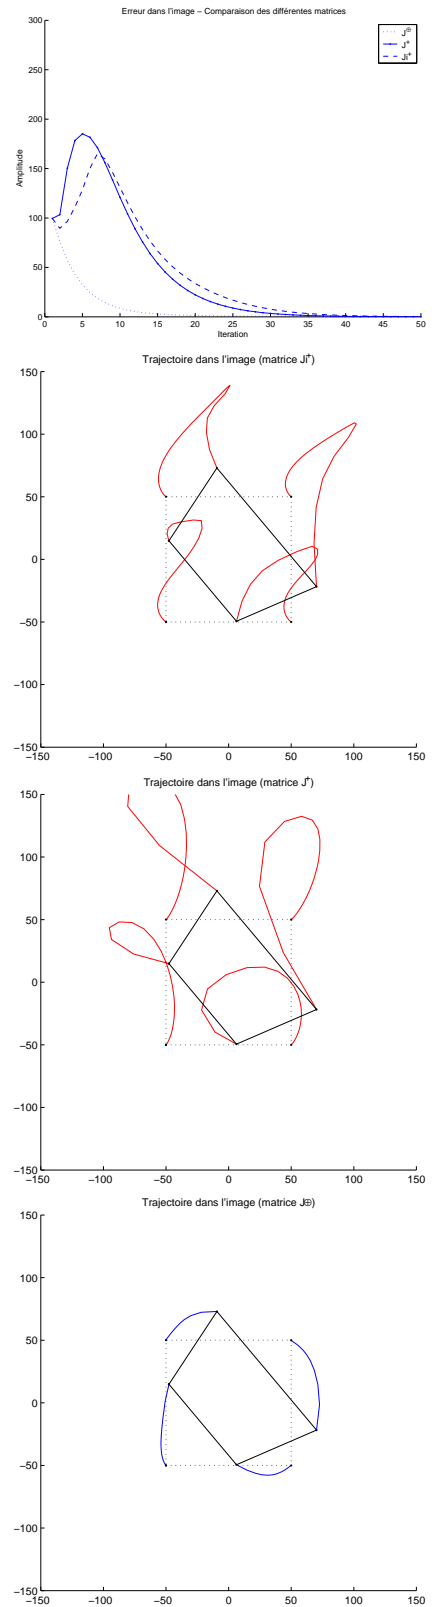 Erreur dans l'image – Comparaison des différentes matrices
300
J⊕
J+
Ji+
250
200
150
100
50
0
Amplitude
0 5 10 15 20 25 30 35 40 45 50
Iteration
Trajectoire dans l'image (matrice Ji+)
150
100
50
0
−50
−100
−150
−150 −100 −50 0 50 100 150
Trajectoire dans l'image (matrice J+)
150
100
50
0
−50
−100
−150
−150 −100 −50 0 50 100 150
Trajectoire dans l'image (matrice J⊕)
150
100
50
0
−50
−100
−150
−150 −100 −50 0 50 100 150